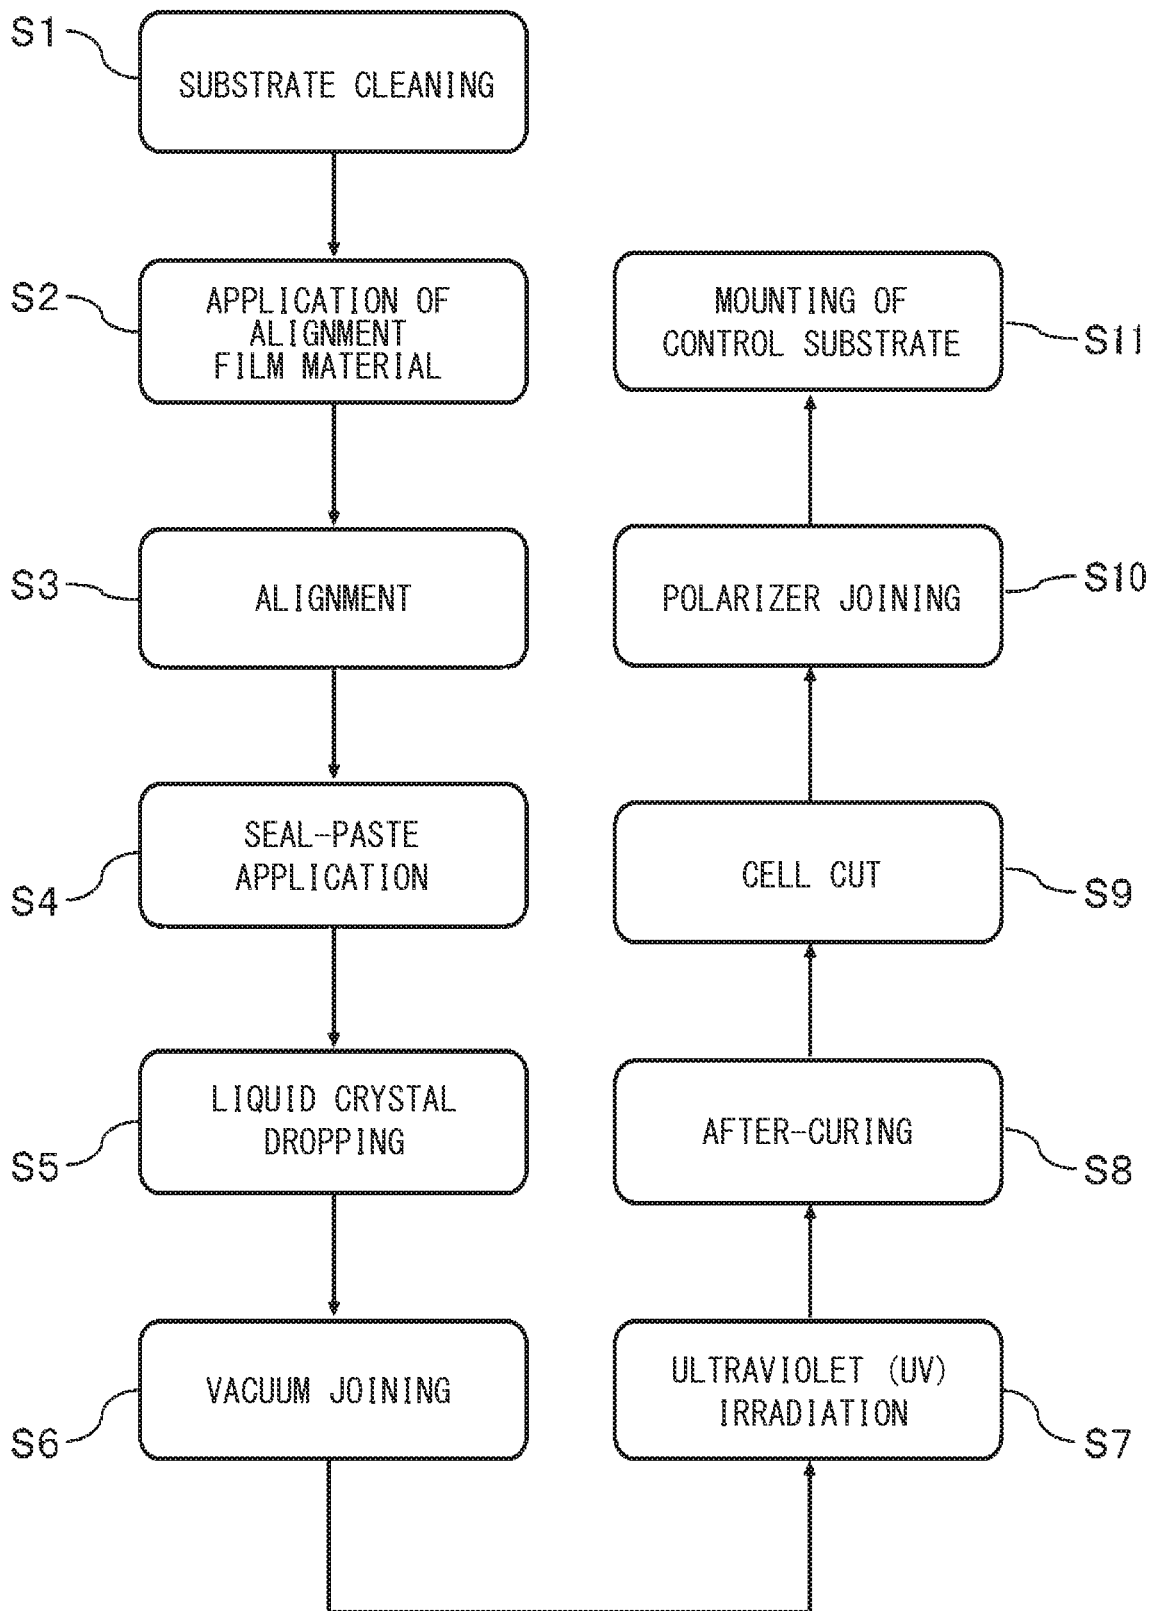 S1
SUBSTRATE CLEANING
S2
APPLICATION OF
ALIGNMENT
FILM MATERIAL
S3
ALIGNMENT
S4
SEAL-PASTE
APPLICATION
S5
LIQUID CRYSTAL
DROPPING
S6
VACUUM JOINING
ULTRAVIOLET (UV)
IRRADIATION
S7
AFTER-CURING
S8
CELL CUT
S9
POLARIZER JOINING
S10
MOUNTING OF
CONTROL SUBSTRATE
S11